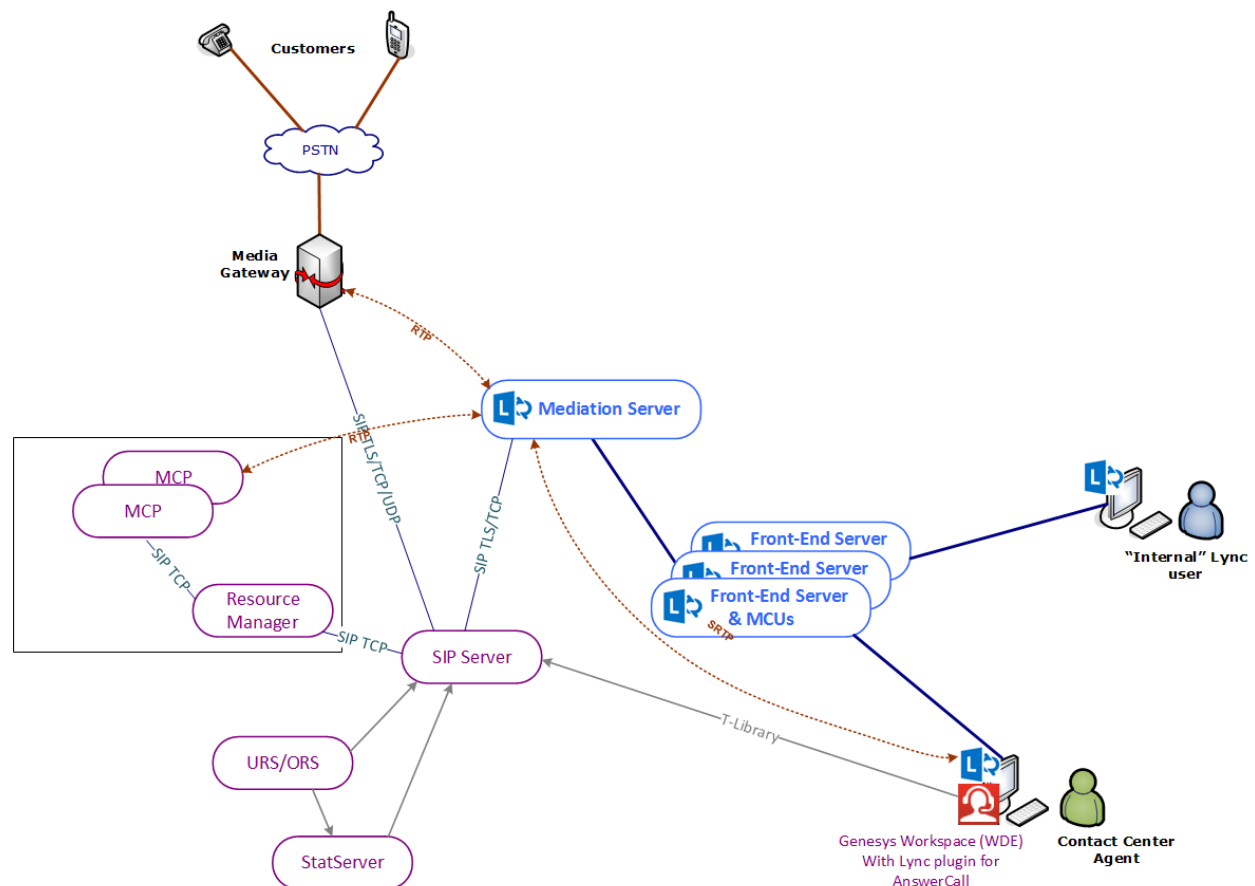 Customers
PSTN
Media
Gateway
RTP
Mediation Server
RTP
SIP TLS/TCP/UDP
SIP TLS/TCP
MCP
MCP
SIP TCP
Resource
Manager
SIP TCP
SIP Server
Front-End Server
Front-End Server
Front-End Server
& MCUs
SRTP
“Internal” Lync
user
T-Library
URS/ORS
StatServer
Genesys Workspace (WDE)
With Lync plugin for
AnswerCall
Contact Center
Agent